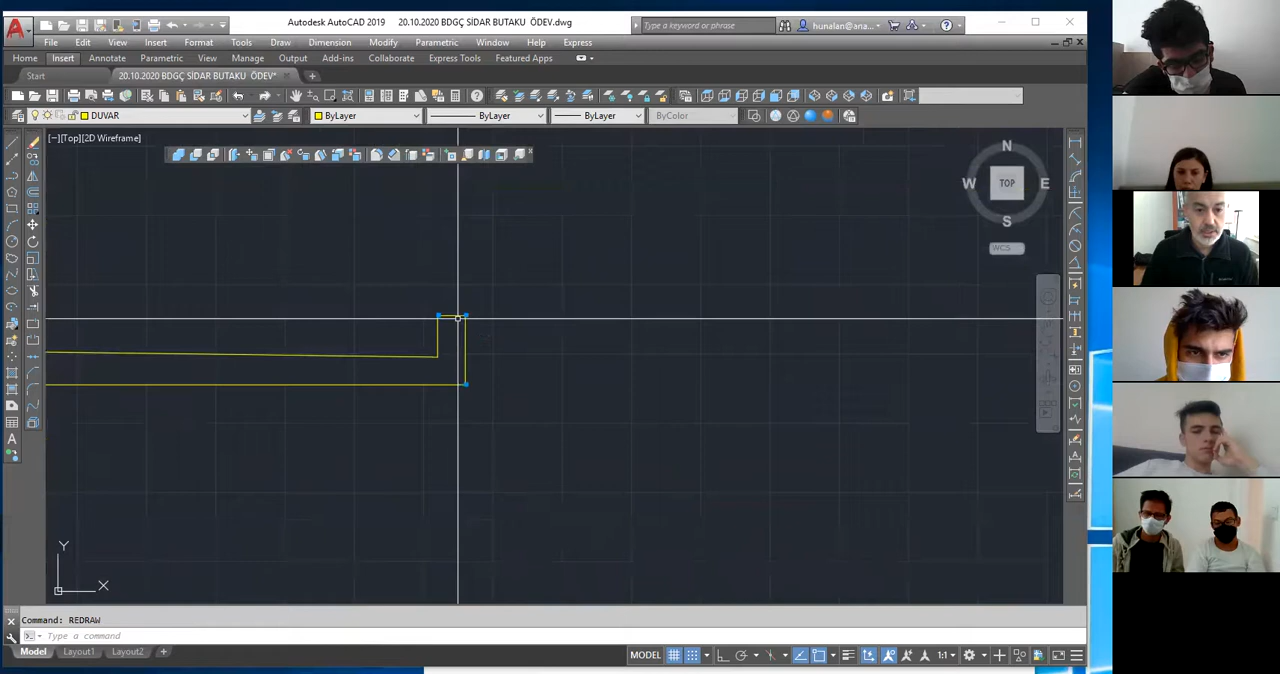 Autodesk AutoCAD 2019 20.10.2020 BDGÇ SİDAR BUTAKU ÖDEV.dwg
Type a keyword or phrase
hunalan@ana...
File Edit View Insert Format Tools Draw Dimension Modify Parametric Window Help Express
Home Insert Annotate Parametric View Manage Output Add-ins Collaborate Express Tools Featured Apps
Start 20.10.2020 BDGÇ SİDAR BUTAKU ÖDEV*
DUVAR ByLayer ByLayer ByLayer ByColor
[−][Top][2D Wireframe]
N
W TOP E
S
WCS
Y
X
Command: REDRAW
Type a command
Model Layout1 Layout2
MODEL 1:1